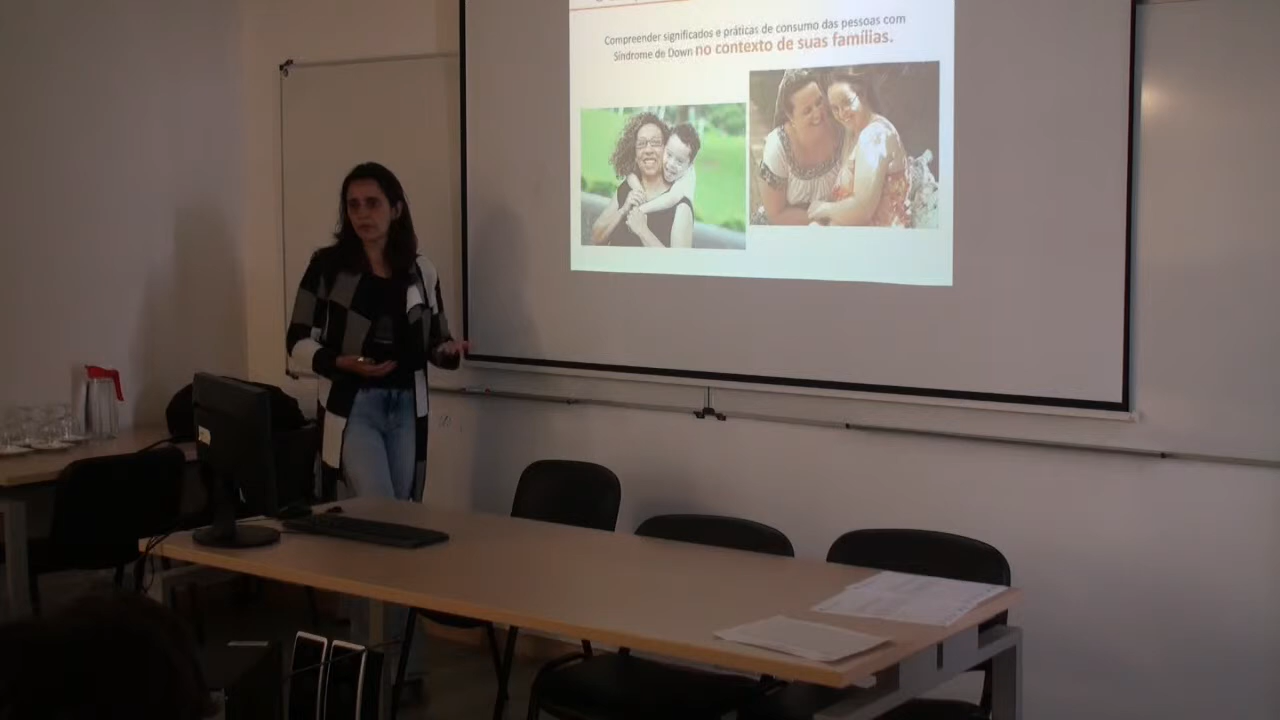 Compreender significados e práticas de consumo das pessoas com
Síndrome de Down no contexto de suas famílias.